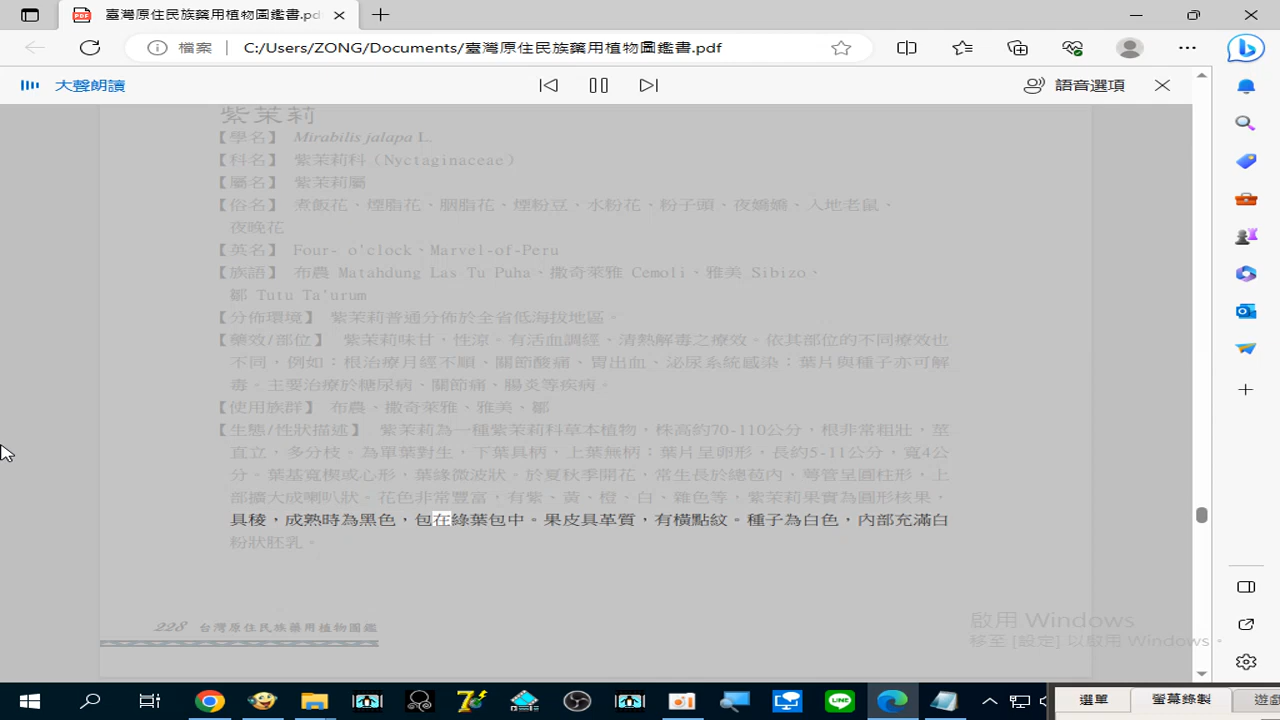 臺灣原住民族藥用植物圖鑑書.pdf
檔案
C:/Users/ZONG/Documents/臺灣原住民族藥用植物圖鑑書.pdf
大聲朗讀
語音選項
紫茉莉
【學名】 Mirabilis jalapa L.
【科名】 紫茉莉科（Nyctaginaceae）
【屬名】 紫茉莉屬
【俗名】 煮飯花、煙脂花、胭脂花、煙粉豆、水粉花、粉子頭、夜嬌嬌、入地老鼠、
夜晚花
【英名】 Four- o'clock、Marvel-of-Peru
【族語】 布農 Matahdung Las Tu Puha、撒奇萊雅 Cemoli、雅美 Sibizo、
鄒 Tutu Ta'urum
【分佈環境】 紫茉莉普遍分佈於全省低海拔地區。
【藥效/部位】 紫茉莉味甘，性涼。有活血調經、清熱解毒之療效。依其部位的不同療效也
不同，例如：根治療月經不順、關節酸痛、胃出血、泌尿系統感染；葉片與種子亦可解
毒。主要治療於糖尿病、關節痛、腸炎等疾病。
【使用族群】 布農、撒奇萊雅、雅美、鄒
【生態/性狀描述】 紫茉莉為一種紫茉莉科草本植物，株高約70-110公分，根非常粗壯，莖
直立，多分枝。為單葉對生，下葉具柄，上葉無柄；葉片呈卵形，長約5-11公分，寬4公
分。葉基寬楔或心形，葉緣微波狀。於夏秋季開花，常生長於總苞內，萼管呈圓柱形，上
部擴大成喇叭狀。花色非常豐富，有紫、黃、橙、白、雜色等，紫茉莉果實為圓形核果，
具稜，成熟時為黑色，包在綠葉包中。果皮具革質，有橫點紋。種子為白色，內部充滿白
粉狀胚乳。
228 台灣原住民族藥用植物圖鑑
啟用 Windows
移至 [設定] 以啟用 Windows。
選單
螢幕錄製